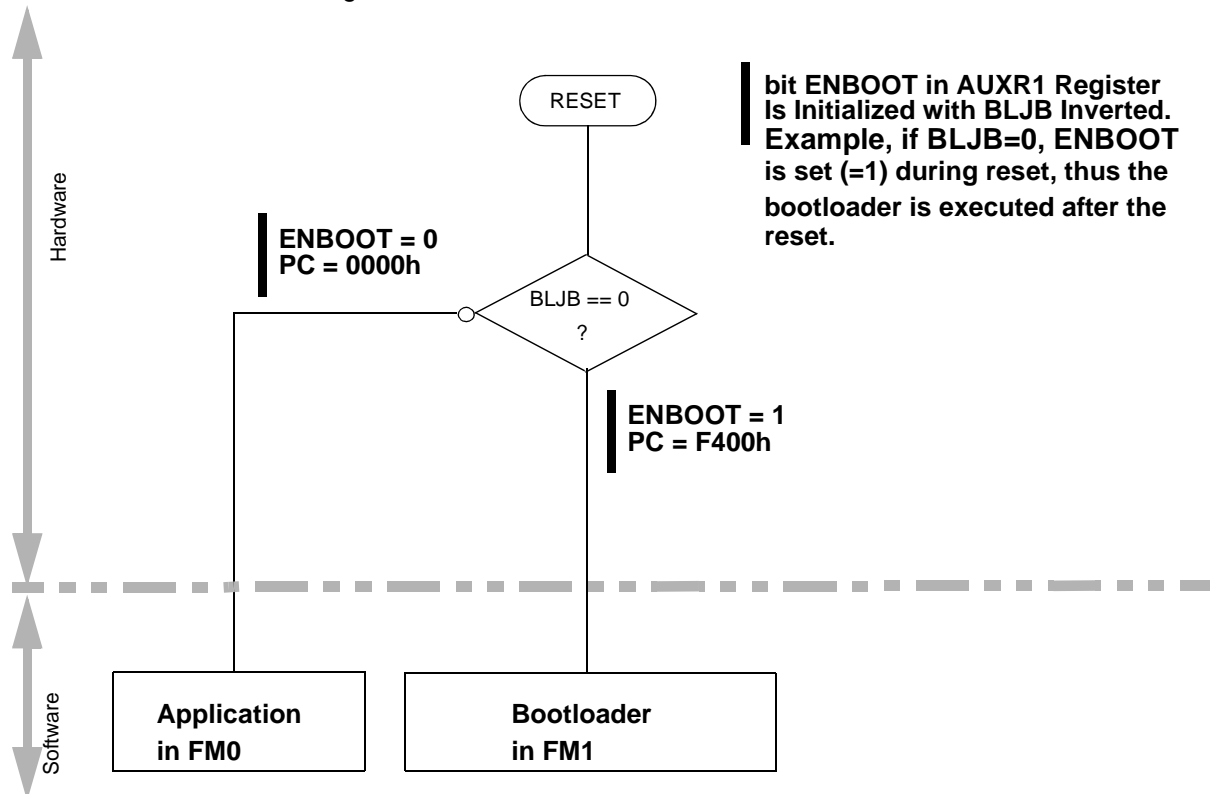 RESET
bit ENBOOT in AUXR1 Register
Is Initialized with BLJB Inverted.
Example, if BLJB=0, ENBOOT
is set (=1) during reset, thus the
bootloader is executed after the
reset.
Hardware
ENBOOT = 0
PC = 0000h
BLJB == 0
?
ENBOOT = 1
PC = F400h
Software
Application
in FM0
Bootloader
in FM1